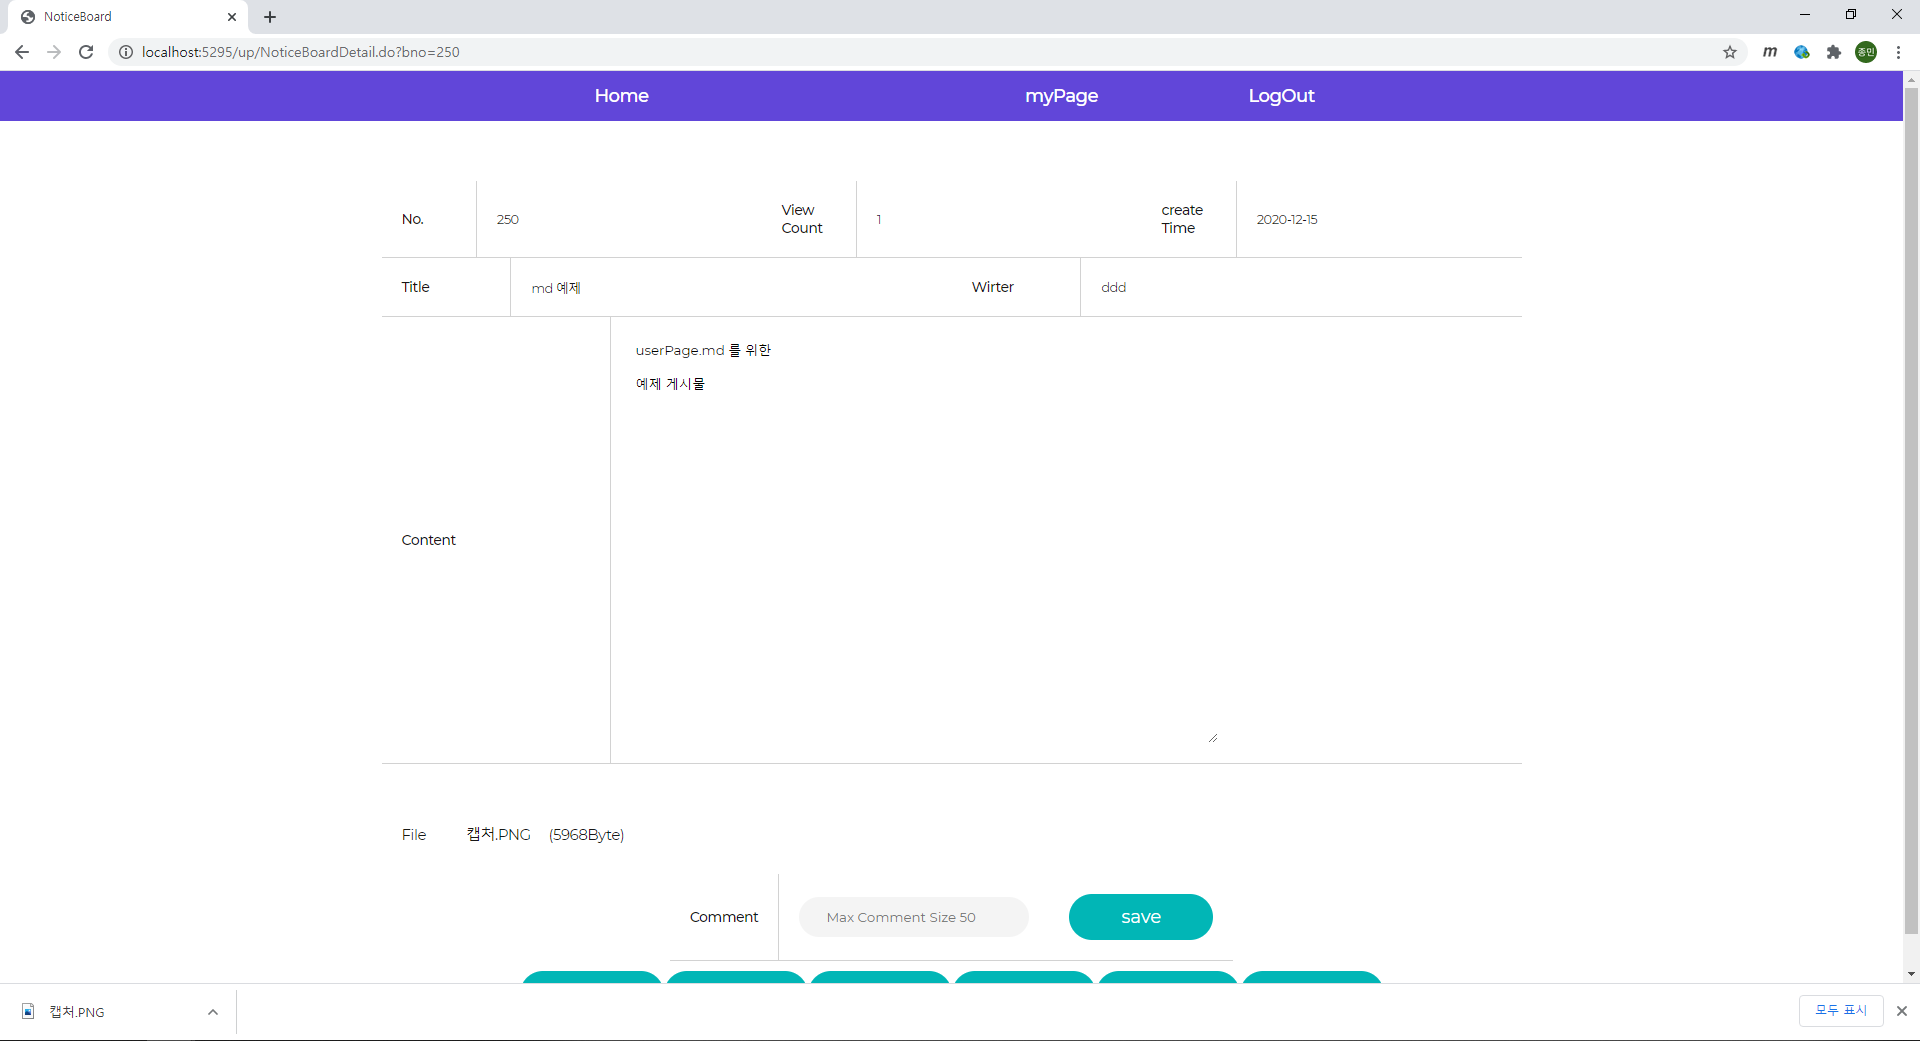 NoticeBoard
localhost:5295/up/NoticeBoardDetail.do?bno=250
m
종민
Home myPage LogOut
No. 250 View Count 1 create Time 2020-12-15
Title md 예제 Wirter ddd
userPage.md 를 위한
예제 게시물
Content
File 캡처.PNG (5968Byte)
Comment Max Comment Size 50 save
캡처.PNG 모두 표시